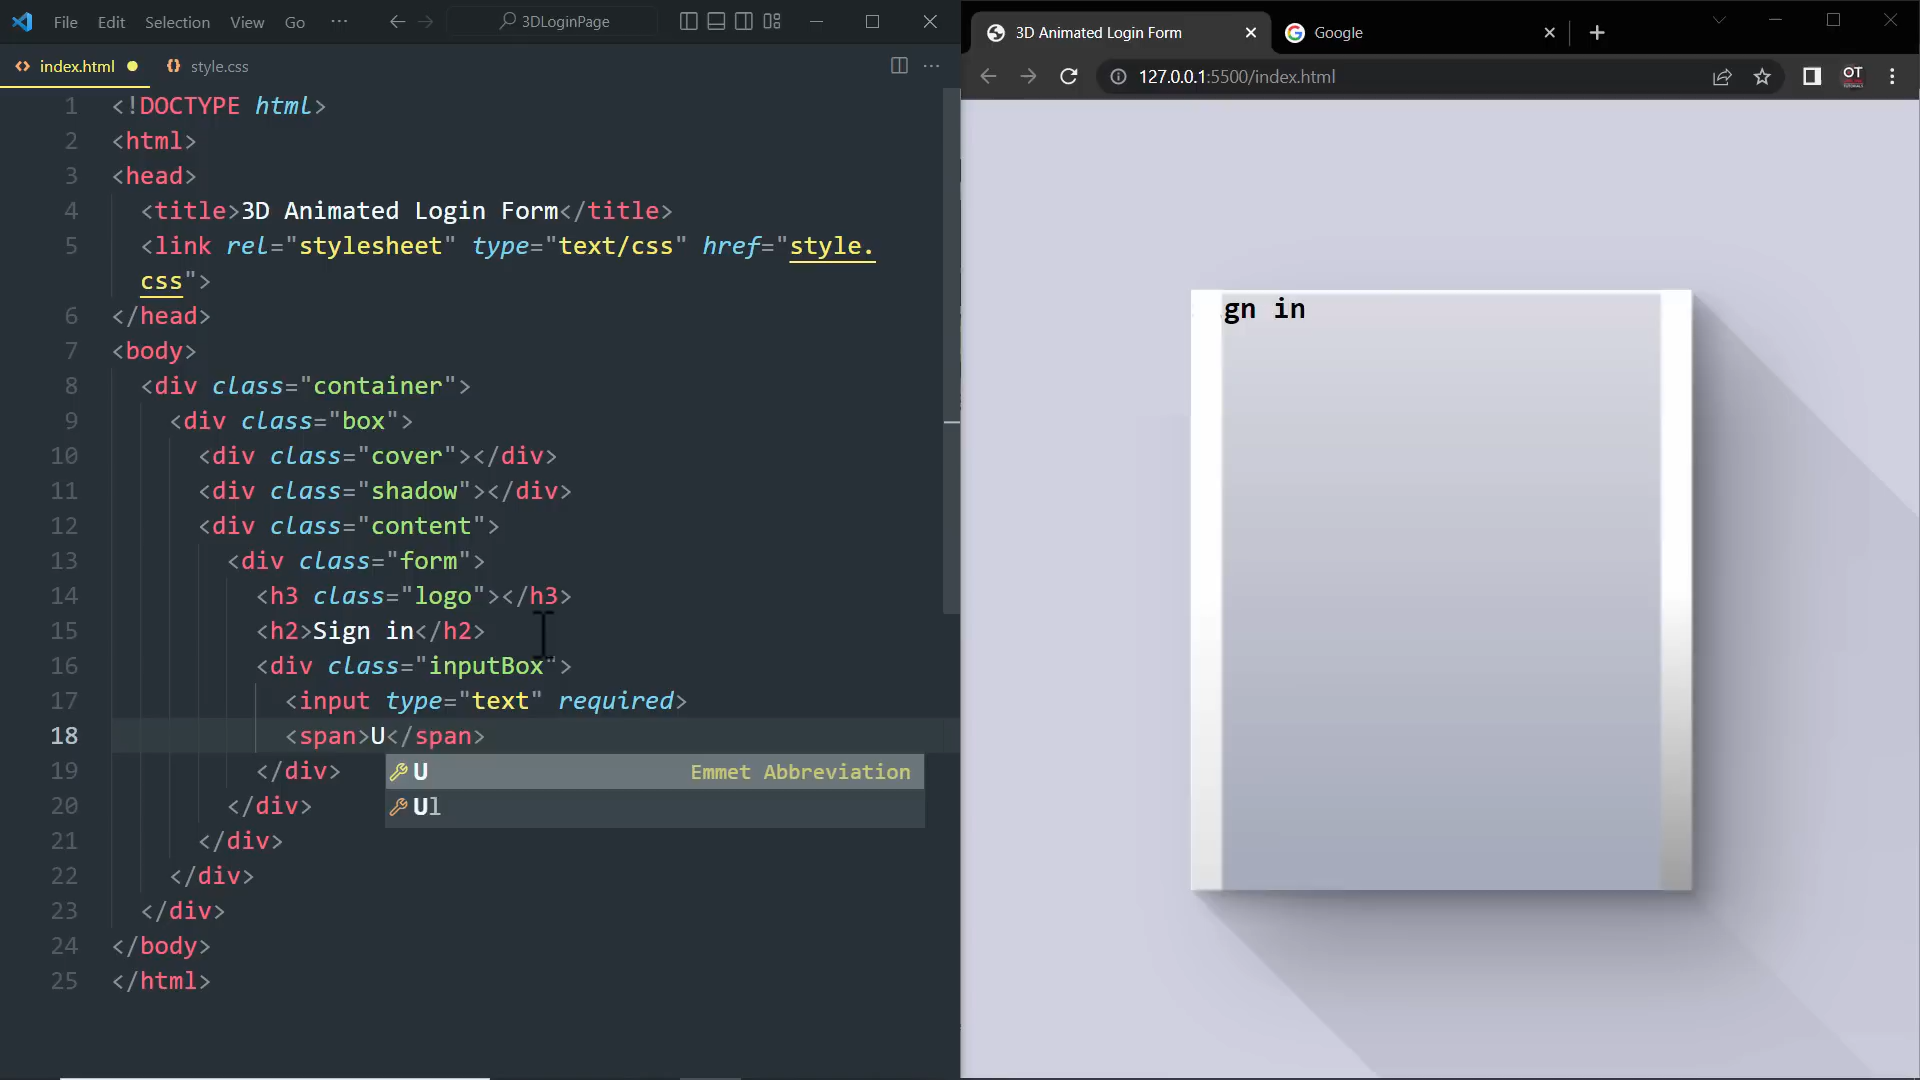 File Edit Selection View Go ··· 3DLoginPage
index.html style.css
1 <!DOCTYPE html>
2 <html>
3 <head>
4 <title>3D Animated Login Form</title>
5 <link rel="stylesheet" type="text/css" href="style.
css">
6 </head>
7 <body>
8 <div class="container">
9 <div class="box">
10 <div class="cover"></div>
11 <div class="shadow"></div>
12 <div class="content">
13 <div class="form">
14 <h3 class="logo"></h3>
15 <h2>Sign in</h2>
16 <div class="inputBox">
17 <input type="text" required>
18 <span>U</span>
19 </div>
U Emmet Abbreviation
Ul
20 </div>
21 </div>
22 </div>
23 </div>
24 </body>
25 </html>
3D Animated Login Form Google
127.0.0.1:5500/index.html OT
gn in